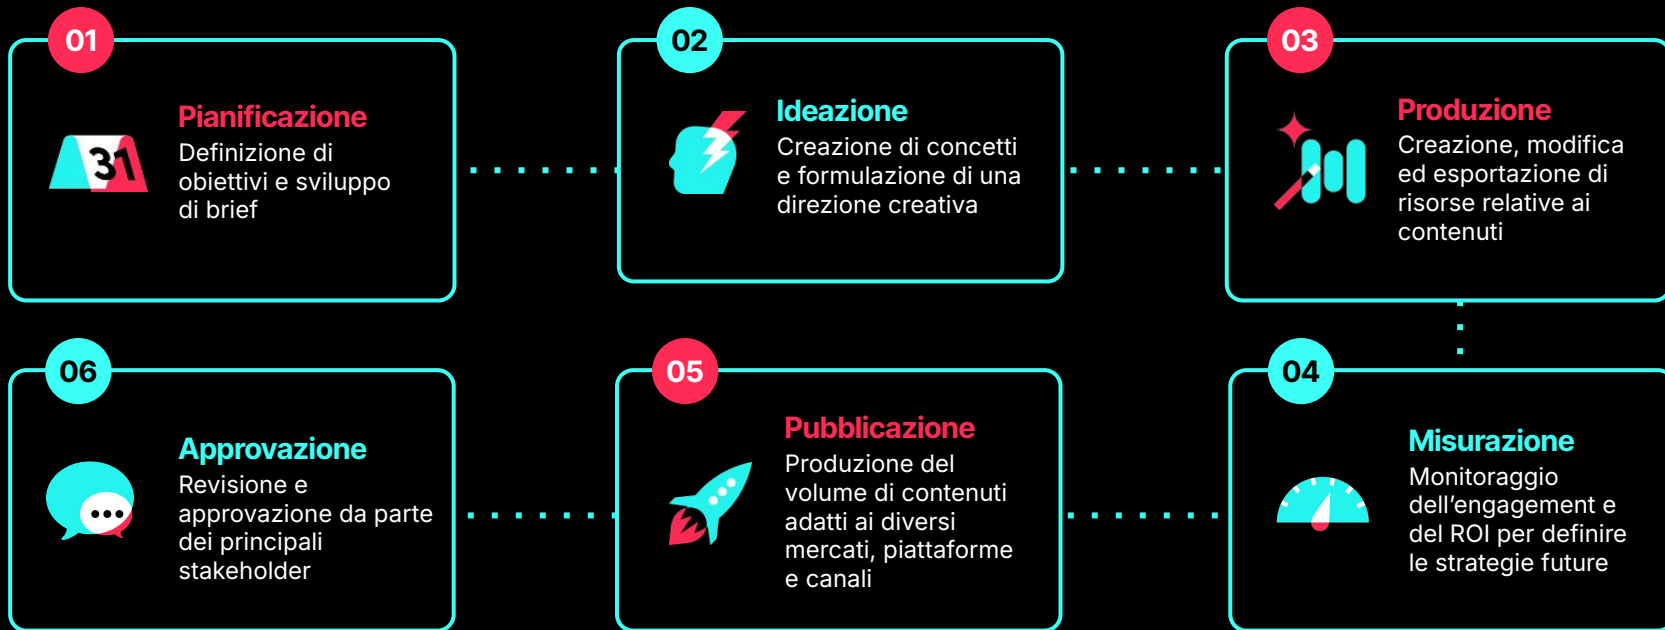 01
Pianificazione
Definizione di
obiettivi e sviluppo
di brief
31
02
Ideazione
Creazione di concetti
e formulazione di una
direzione creativa
03
Produzione
Creazione, modifica
ed esportazione di
risorse relative ai
contenuti
04
Misurazione
Monitoraggio
dell’engagement e
del ROI per definire
le strategie future
05
Pubblicazione
Produzione del
volume di contenuti
adatti ai diversi
mercati, piattaforme
e canali
06
Approvazione
Revisione e
approvazione da parte
dei principali
stakeholder